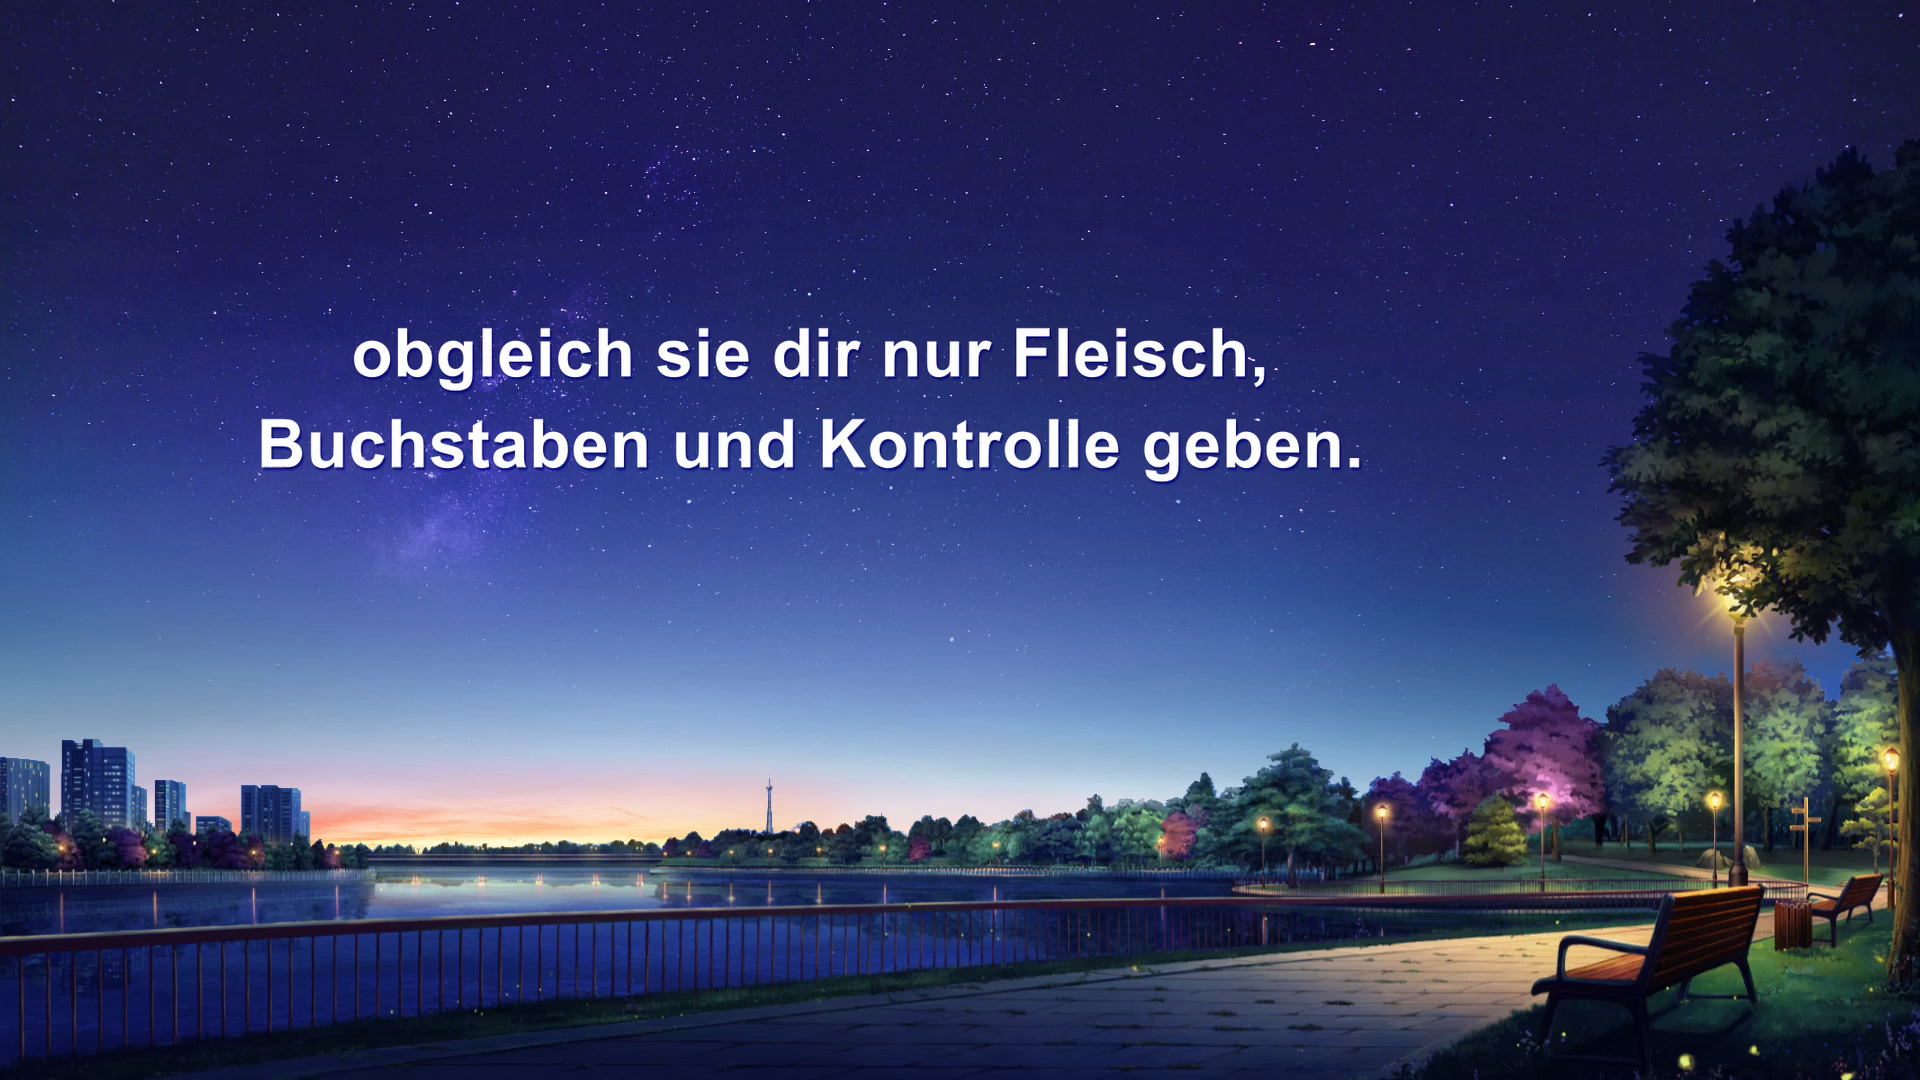 obgleich sie dir nur Fleisch,
Buchstaben und Kontrolle geben.